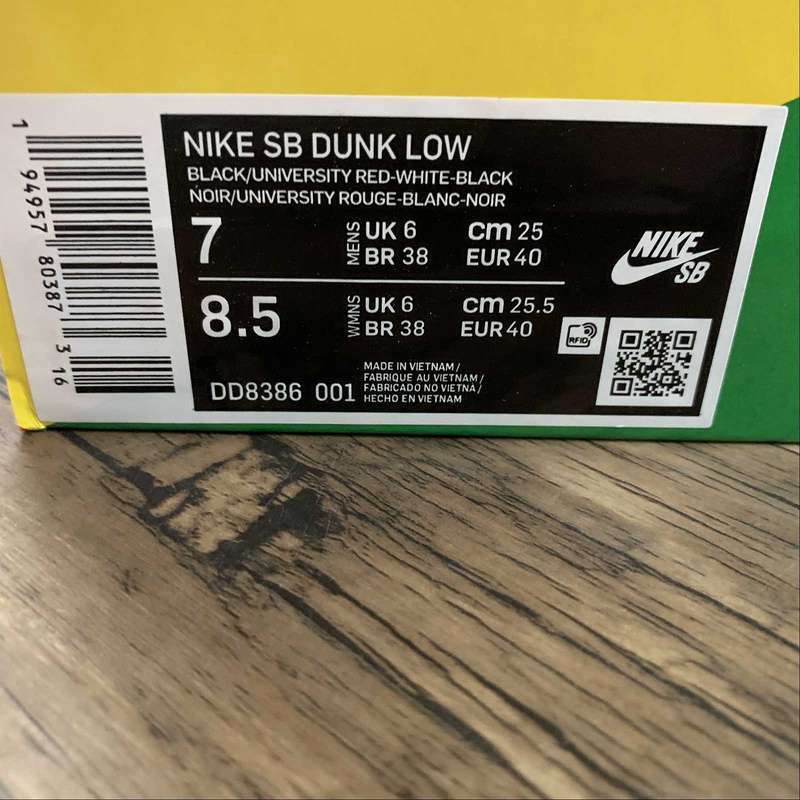 NIKE SB DUNK LOW
BLACK/UNIVERSITY RED-WHITE-BLACK
NOIR/UNIVERSITY ROUGE-BLANC-NOIR
7 MENS UK 6 cm 25
BR 38 EUR 40
8.5 WMNS UK 6 cm 25.5
BR 38 EUR 40
DD8386 001
MADE IN VIETNAM/
FABRIQUE AU VIETNAM/
FABRICADO NO VIETNÃ/
HECHO EN VIETNAM
NIKE
SB
RFID
1 94957 80387 3 16